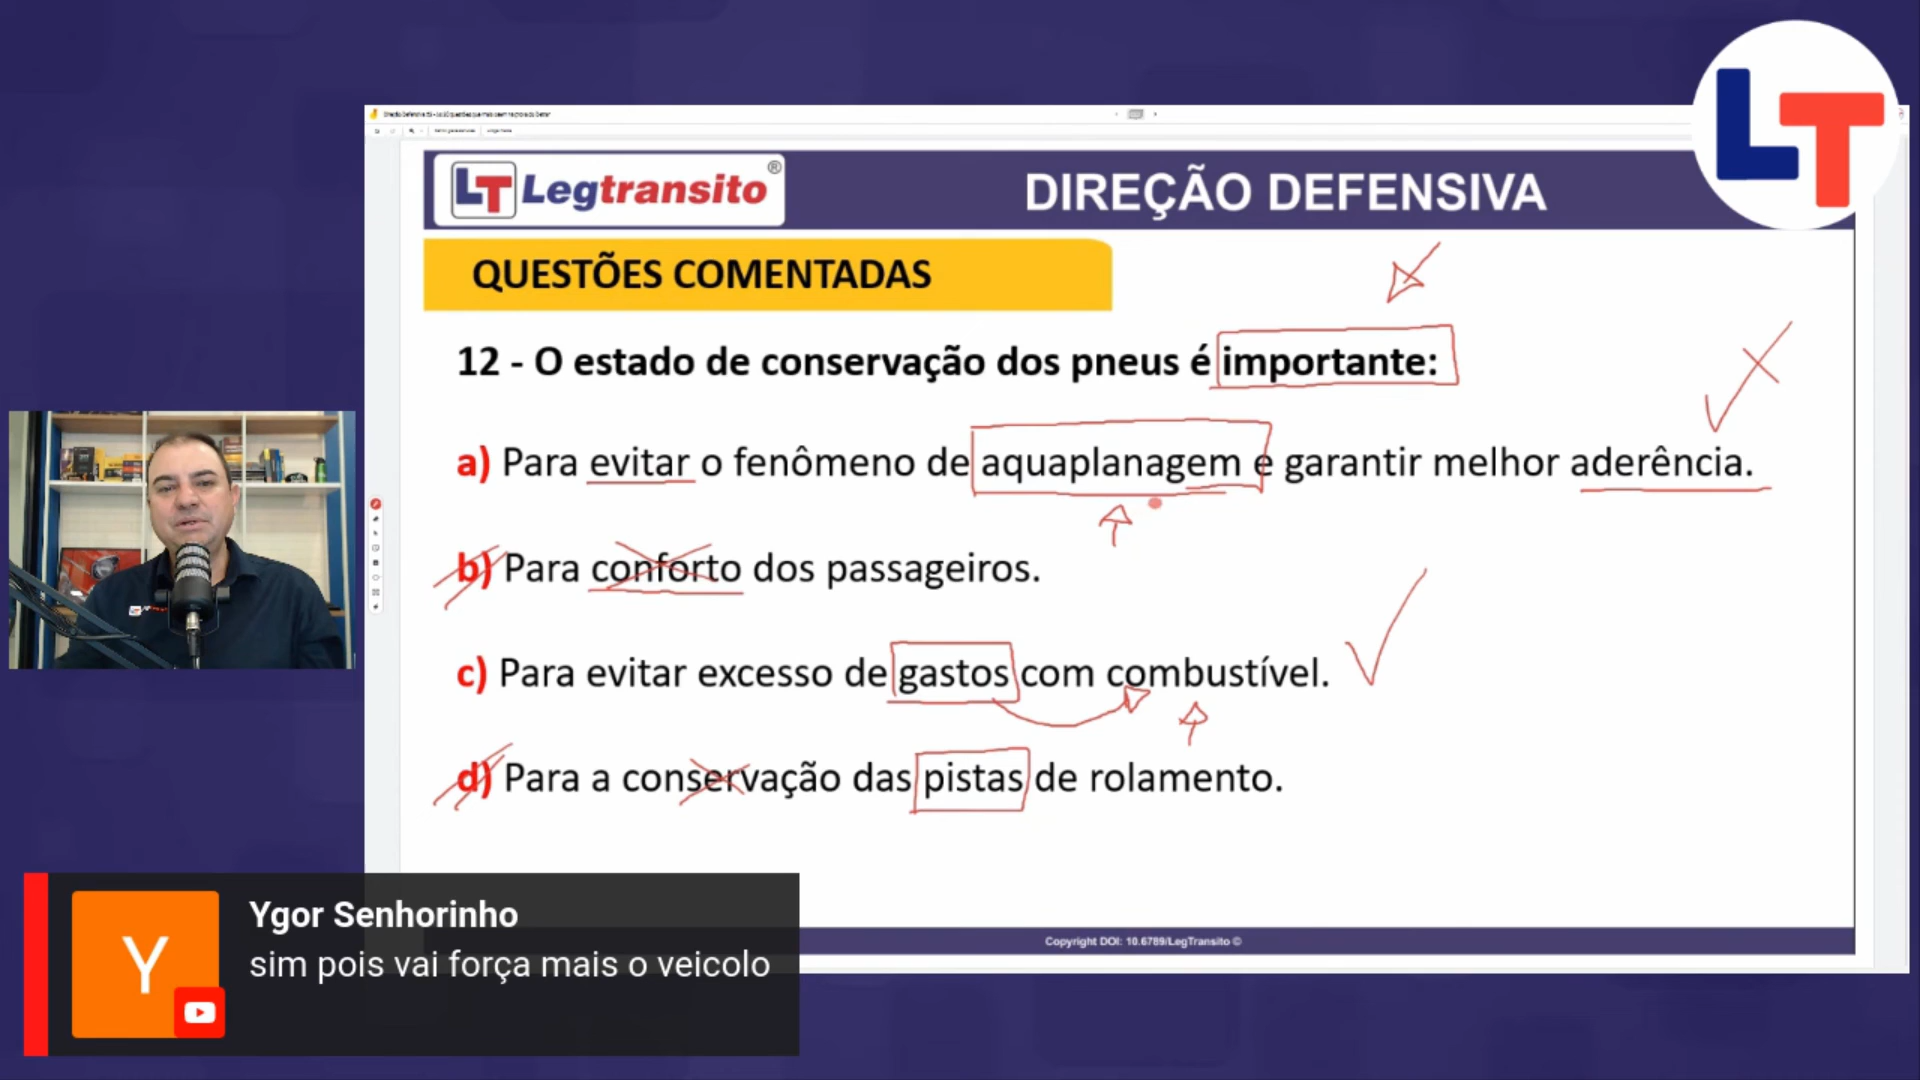 LT
LT Legtransito ®
DIREÇÃO DEFENSIVA
QUESTÕES COMENTADAS
12 - O estado de conservação dos pneus é importante:
a) Para evitar o fenômeno de aquaplanagem e garantir melhor aderência.
b) Para conforto dos passageiros.
c) Para evitar excesso de gastos com combustível.
d) Para a conservação das pistas de rolamento.
Copyright DOI: 10.6789/LegTransito ©
Y
Ygor Senhorinho
sim pois vai força mais o veicolo